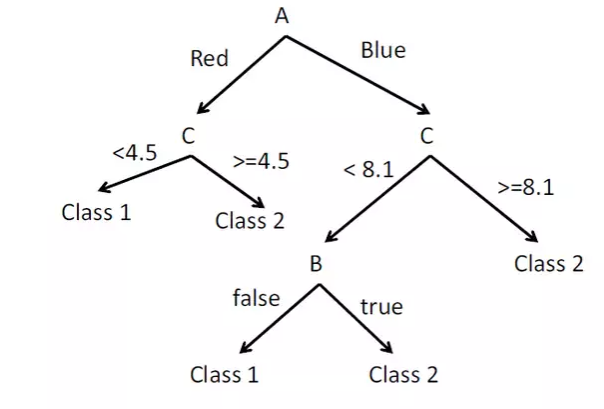 A
Red
Blue
C
C
<4.5
>=4.5
< 8.1
>=8.1
Class 1
Class 2
B
Class 2
false
true
Class 1
Class 2